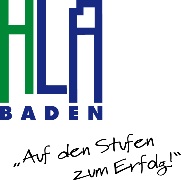 HLA
BADEN
„Auf den Stufen
zum Erfolg!“